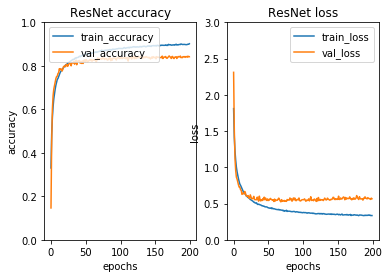 ResNet accuracy
train_accuracy
val_accuracy
accuracy
1.0
0.8
0.6
0.4
0.2
0.0
0 50 100 150 200
epochs
ResNet loss
train_loss
val_loss
loss
3.0
2.5
2.0
1.5
1.0
0.5
0.0
0 50 100 150 200
epochs